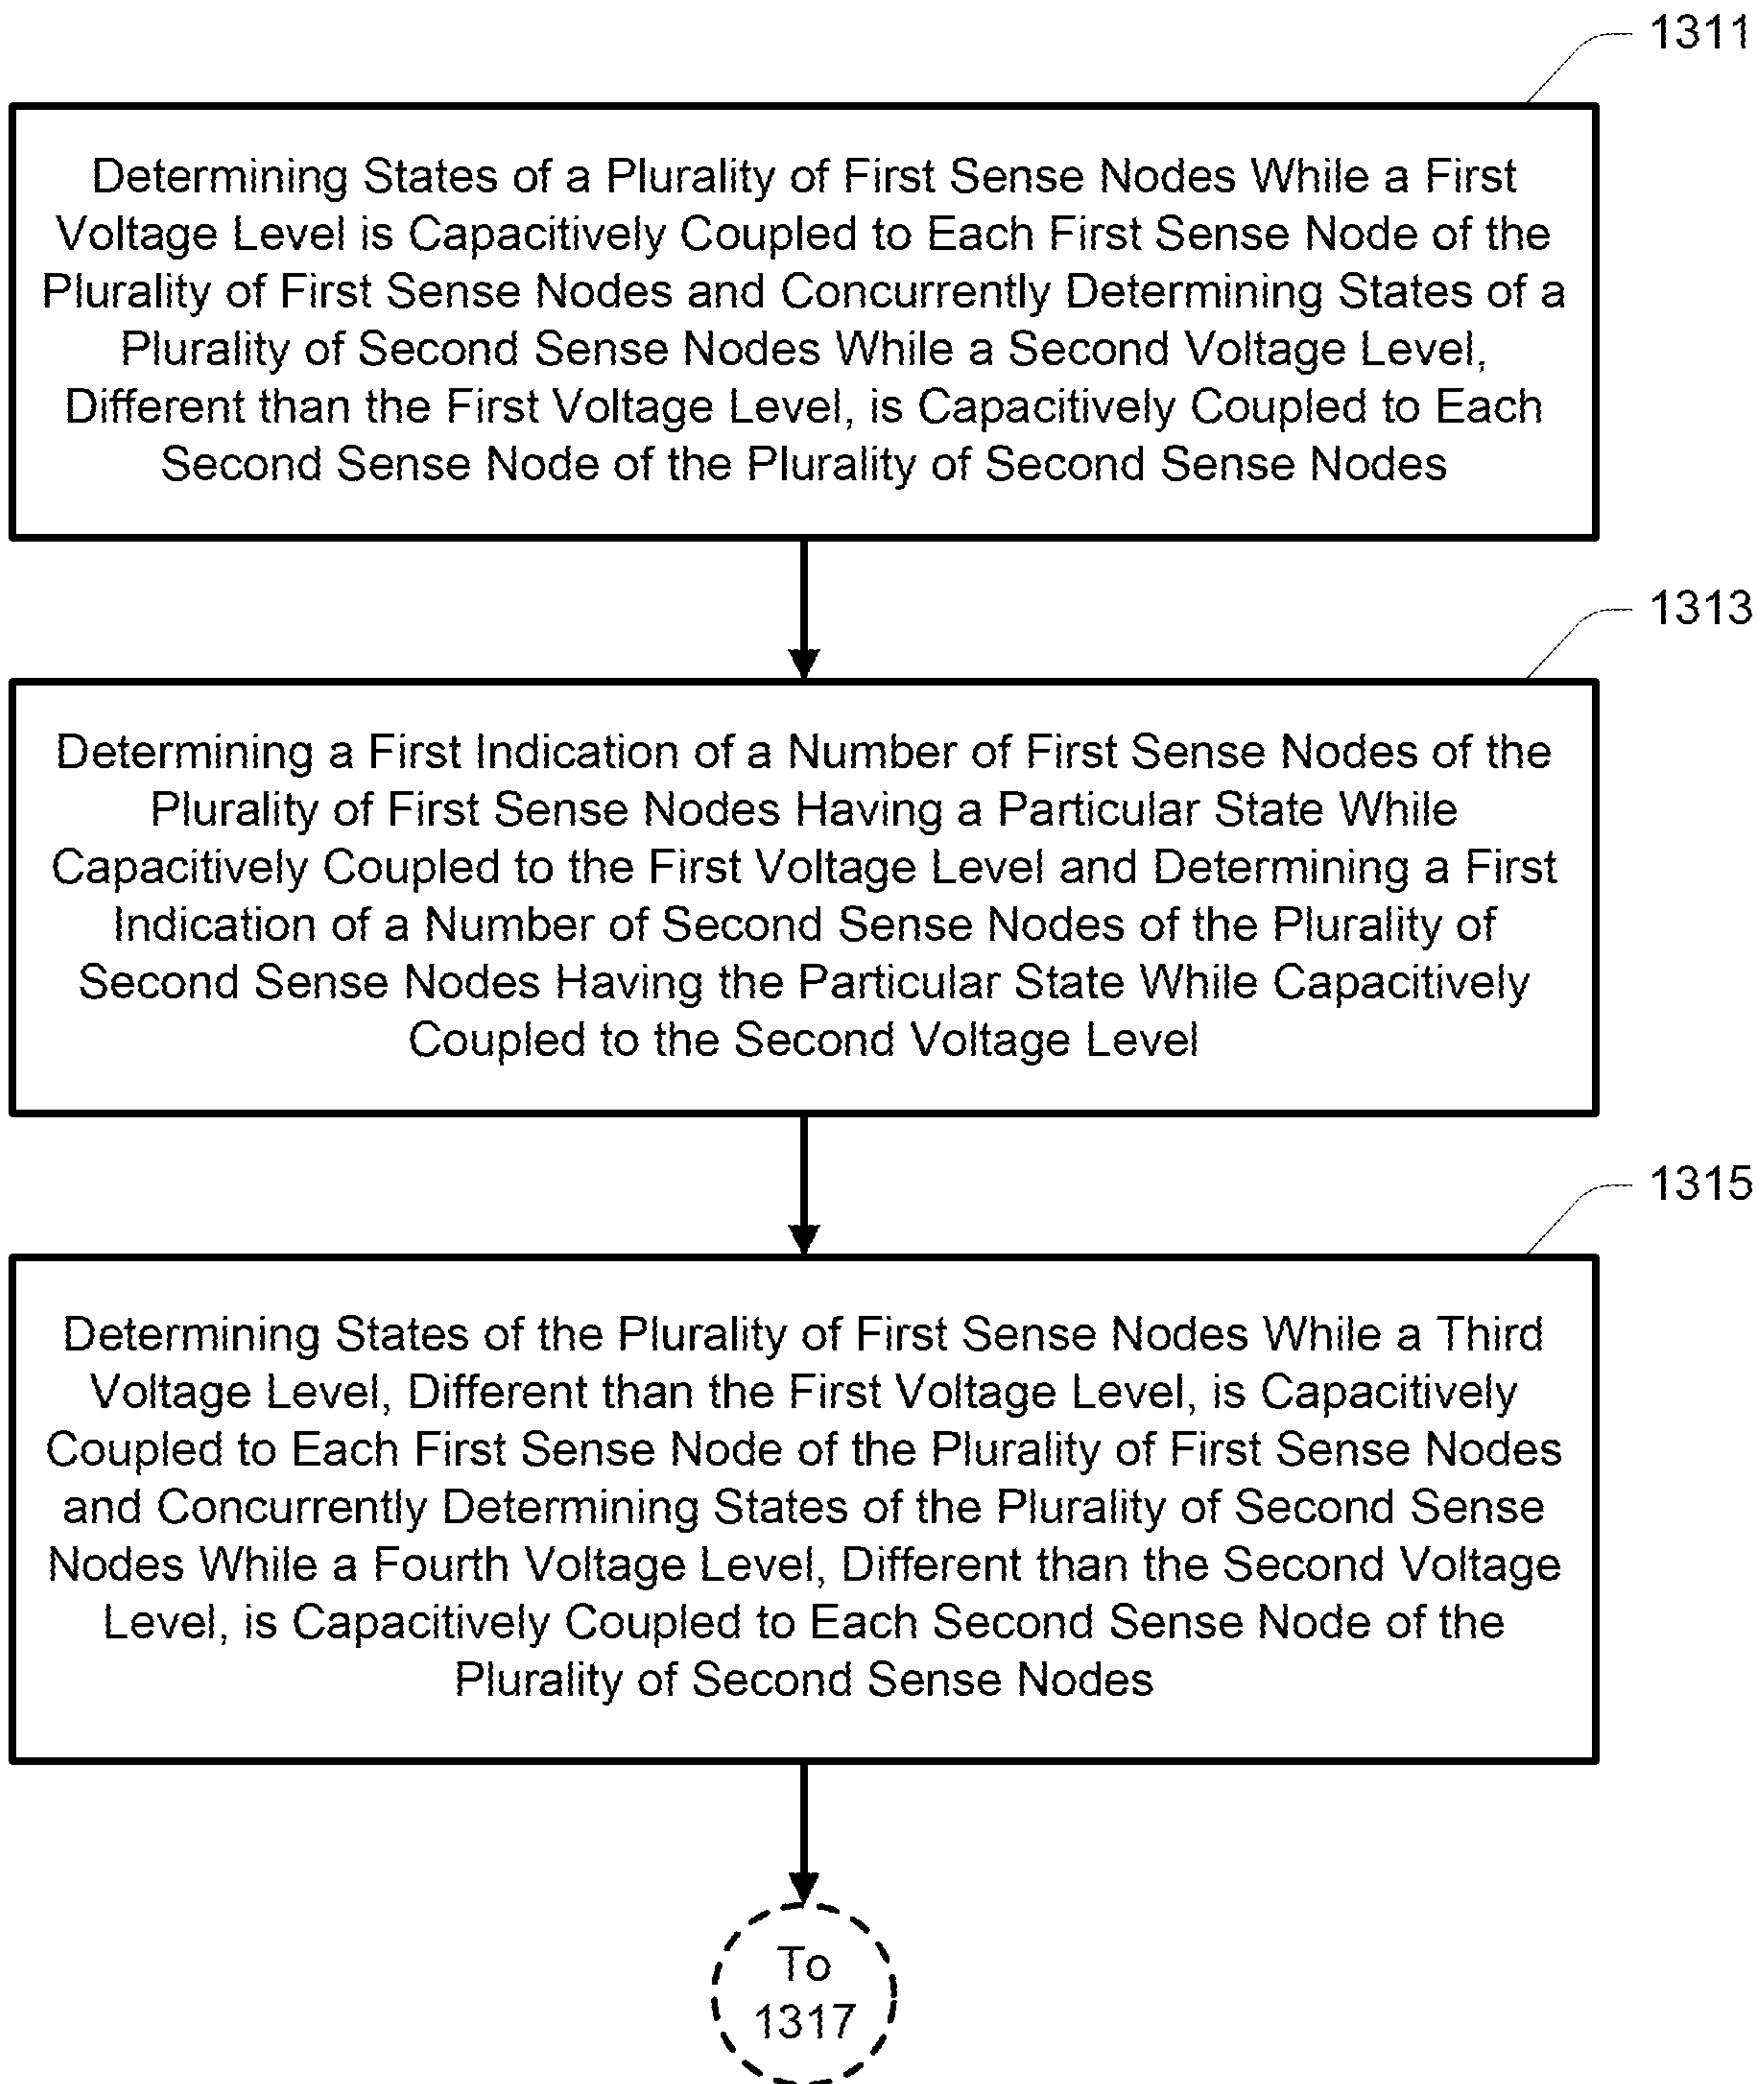 1311
Determining States of a Plurality of First Sense Nodes While a First
Voltage Level is Capacitively Coupled to Each First Sense Node of the
Plurality of First Sense Nodes and Concurrently Determining States of a
Plurality of Second Sense Nodes While a Second Voltage Level,
Different than the First Voltage Level, is Capacitively Coupled to Each
Second Sense Node of the Plurality of Second Sense Nodes
1313
Determining a First Indication of a Number of First Sense Nodes of the
Plurality of First Sense Nodes Having a Particular State While
Capacitively Coupled to the First Voltage Level and Determining a First
Indication of a Number of Second Sense Nodes of the Plurality of
Second Sense Nodes Having the Particular State While Capacitively
Coupled to the Second Voltage Level
1315
Determining States of the Plurality of First Sense Nodes While a Third
Voltage Level, Different than the First Voltage Level, is Capacitively
Coupled to Each First Sense Node of the Plurality of First Sense Nodes
and Concurrently Determining States of the Plurality of Second Sense
Nodes While a Fourth Voltage Level, Different than the Second Voltage
Level, is Capacitively Coupled to Each Second Sense Node of the
Plurality of Second Sense Nodes
To
1317